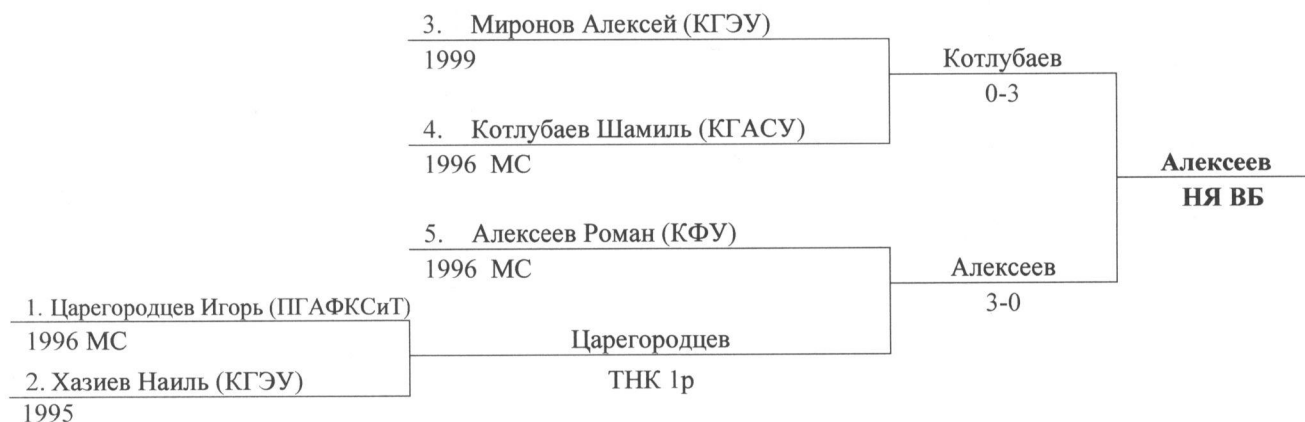 3. Миронов Алексей (КГЭУ)
1999
Котлубаев
0-3
4. Котлубаев Шамиль (КГАСУ)
1996 МС
Алексеев
НЯ ВБ
5. Алексеев Роман (КФУ)
1996 МС
Алексеев
3-0
1. Царегородцев Игорь (ПГАФКСиТ)
1996 МС
Царегородцев
ТНК 1р
2. Хазиев Наиль (КГЭУ)
1995